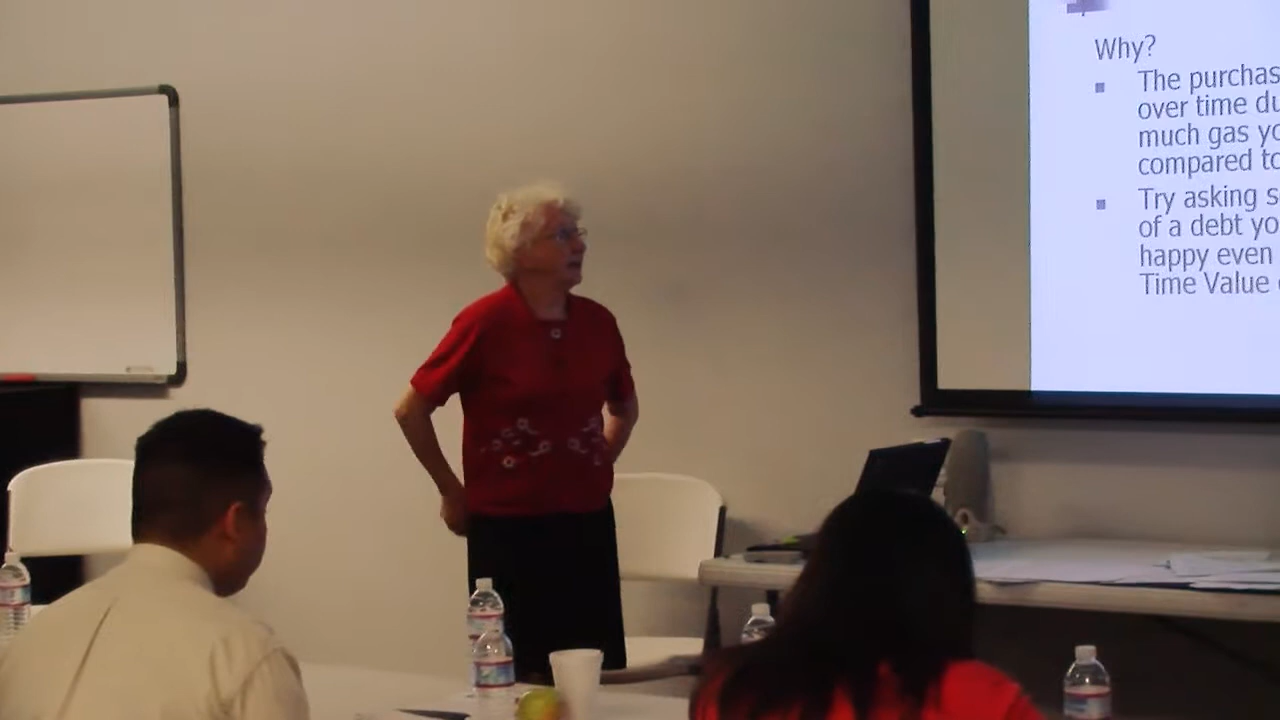 Why?
The purchas
over time du
much gas yo
compared to
Try asking s
of a debt yo
happy even
Time Value